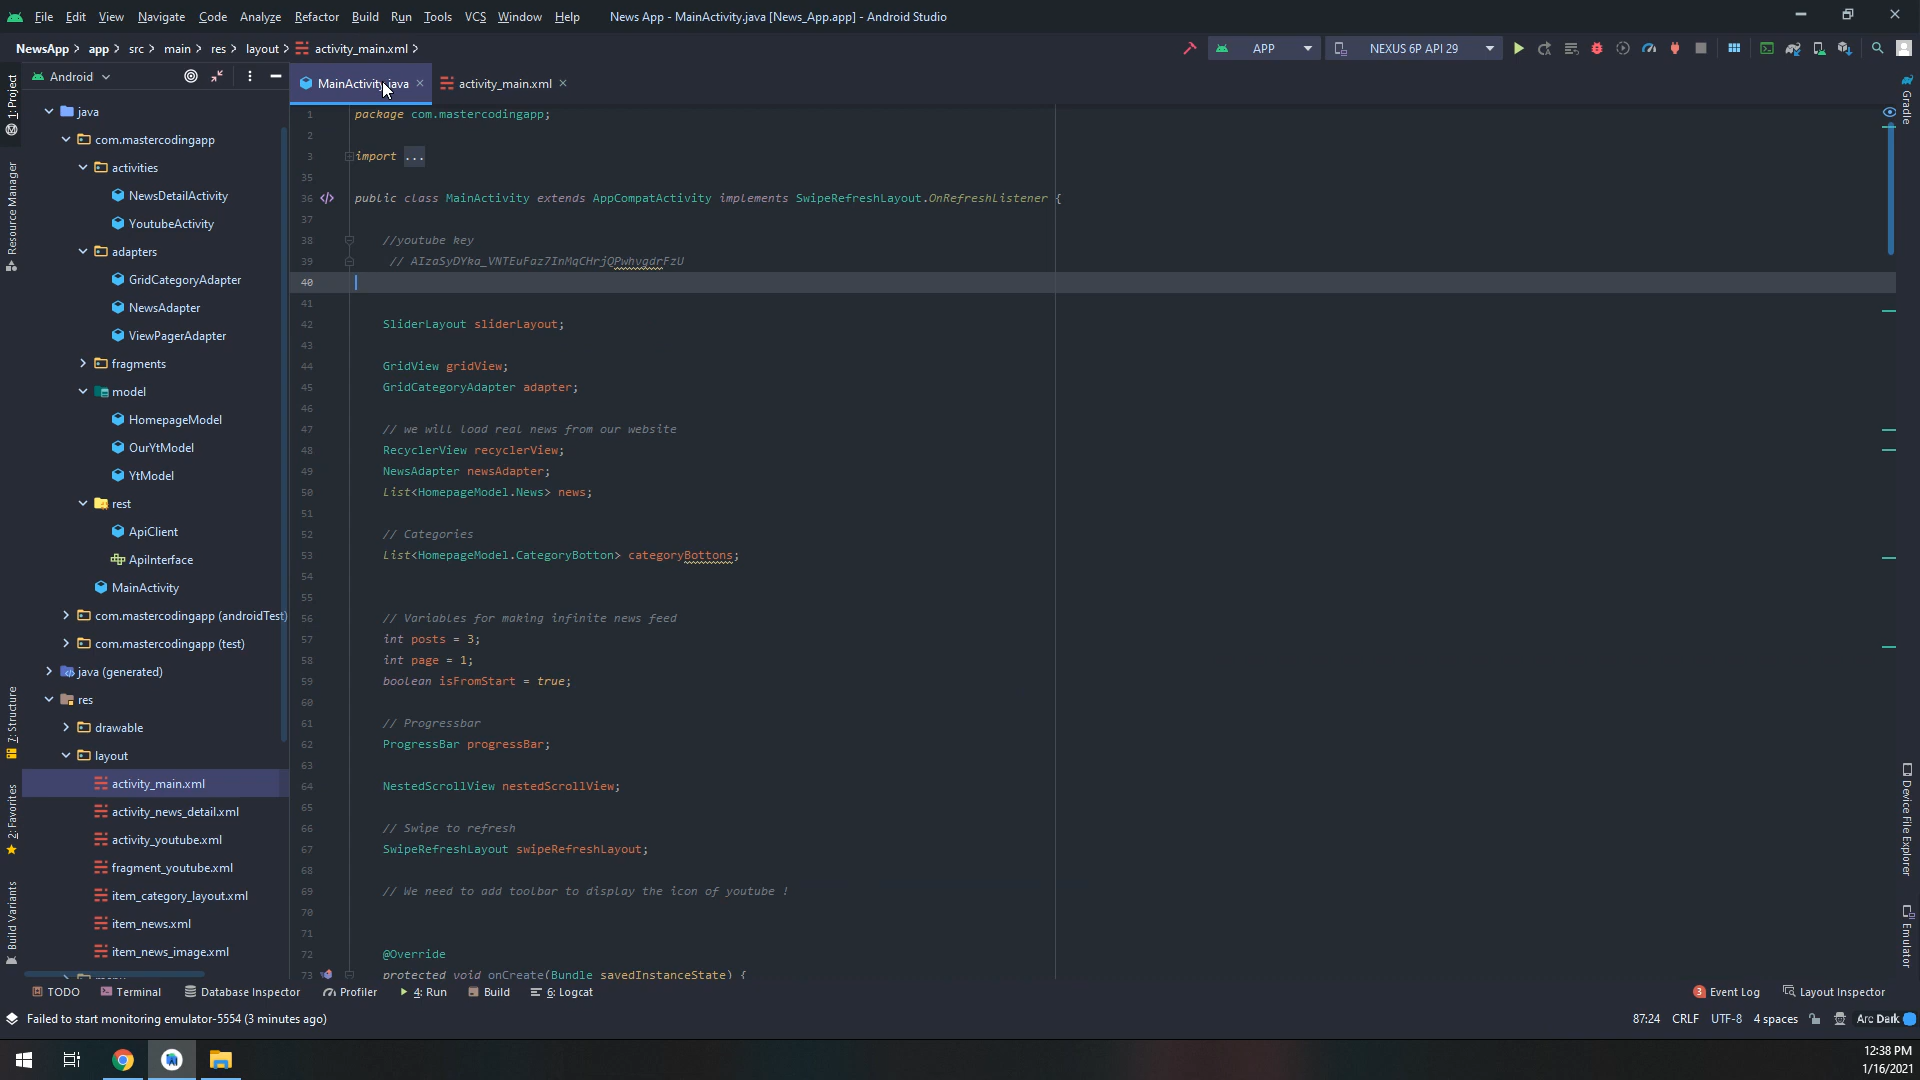 File Edit View Navigate Code Analyze Refactor Build Run Tools VCS Window Help News App - MainActivity.java [News_App.app] - Android Studio
NewsApp app src main res layout activity_main.xml APP NEXUS 6P API 29
Android
MainActivity.java
activity_main.xml
1: Project
Resource Manager
7: Structure
2: Favorites
Build Variants
java
com.mastercodingapp
activities
NewsDetailActivity
YoutubeActivity
adapters
GridCategoryAdapter
NewsAdapter
ViewPagerAdapter
fragments
model
HomepageModel
OurYtModel
YtModel
rest
ApiClient
ApiInterface
MainActivity
com.mastercodingapp (androidTest)
com.mastercodingapp (test)
java (generated)
res
drawable
layout
activity_main.xml
activity_news_detail.xml
activity_youtube.xml
fragment_youtube.xml
item_category_layout.xml
item_news.xml
item_news_image.xml
1 package com.mastercodingapp;
2
3 import ...
35
36 public class MainActivity extends AppCompatActivity implements SwipeRefreshLayout.OnRefreshListener {
37
38 //youtube key
39 // AIzaSyDYka_VNTEuFaz7InMqCHrjQPwhvgdrFzU
40
41
42 SliderLayout sliderLayout;
43
44 GridView gridView;
45 GridCategoryAdapter adapter;
46
47 // we will load real news from our website
48 RecyclerView recyclerView;
49 NewsAdapter newsAdapter;
50 List<HomepageModel.News> news;
51
52 // Categories
53 List<HomepageModel.CategoryBotton> categoryBottons;
54
55
56 // Variables for making infinite news feed
57 int posts = 3;
58 int page = 1;
59 boolean isFromStart = true;
60
61 // Progressbar
62 ProgressBar progressBar;
63
64 NestedScrollView nestedScrollView;
65
66 // Swipe to refresh
67 SwipeRefreshLayout swipeRefreshLayout;
68
69 // We need to add toolbar to display the icon of youtube !
70
71
72 @Override
73 protected void onCreate(Bundle savedInstanceState) {
Gradle
Device File Explorer
Emulator
TODO Terminal Database Inspector Profiler 4: Run Build 6: Logcat 3 Event Log Layout Inspector
Failed to start monitoring emulator-5554 (3 minutes ago) 87:24 CRLF UTF-8 4 spaces Arc Dark
12:38 PM
1/16/2021